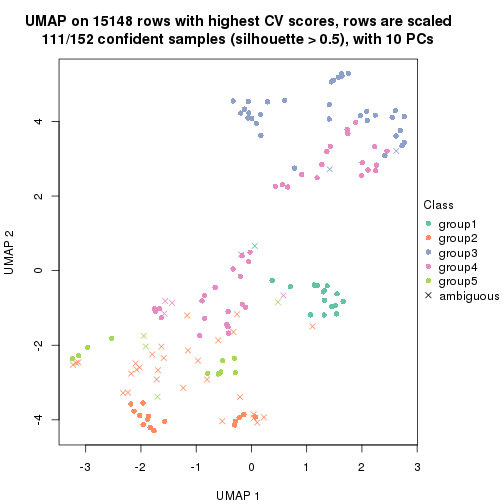 UMAP on 15148 rows with highest CV scores, rows are scaled
111/152 confident samples (silhouette > 0.5), with 10 PCs
UMAP 2
4
2
0
-2
-4
-3 -2 -1 0 1 2 3
UMAP 1
Class
group1
group2
group3
group4
group5
ambiguous